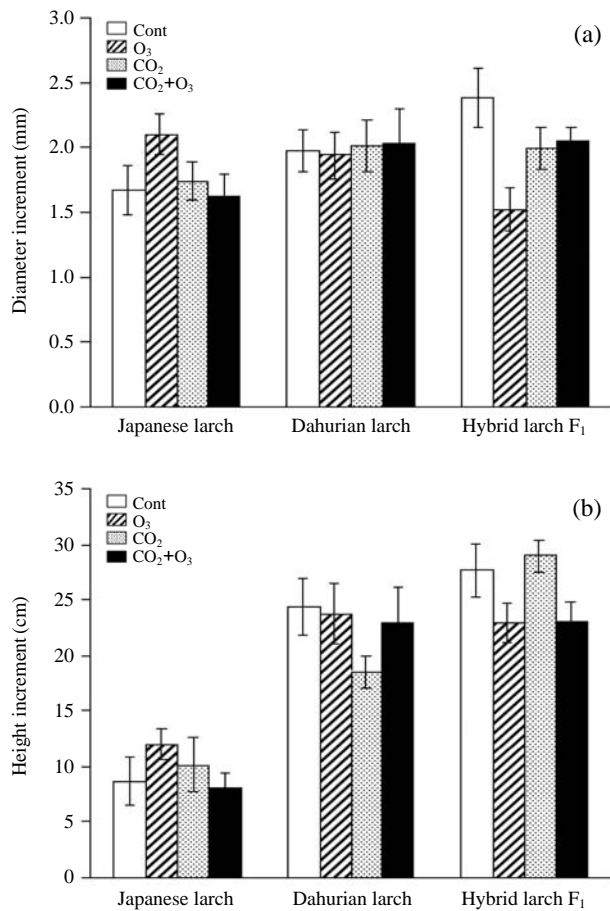 (a)
Cont
O₃
CO₂
CO₂+O₃
Diameter increment (mm)
3.0
2.5
2.0
1.5
1.0
0.5
0.0
Japanese larch Dahurian larch Hybrid larch F₁
(b)
Cont
O₃
CO₂
CO₂+O₃
Height increment (cm)
35
30
25
20
15
10
5
0
Japanese larch Dahurian larch Hybrid larch F₁